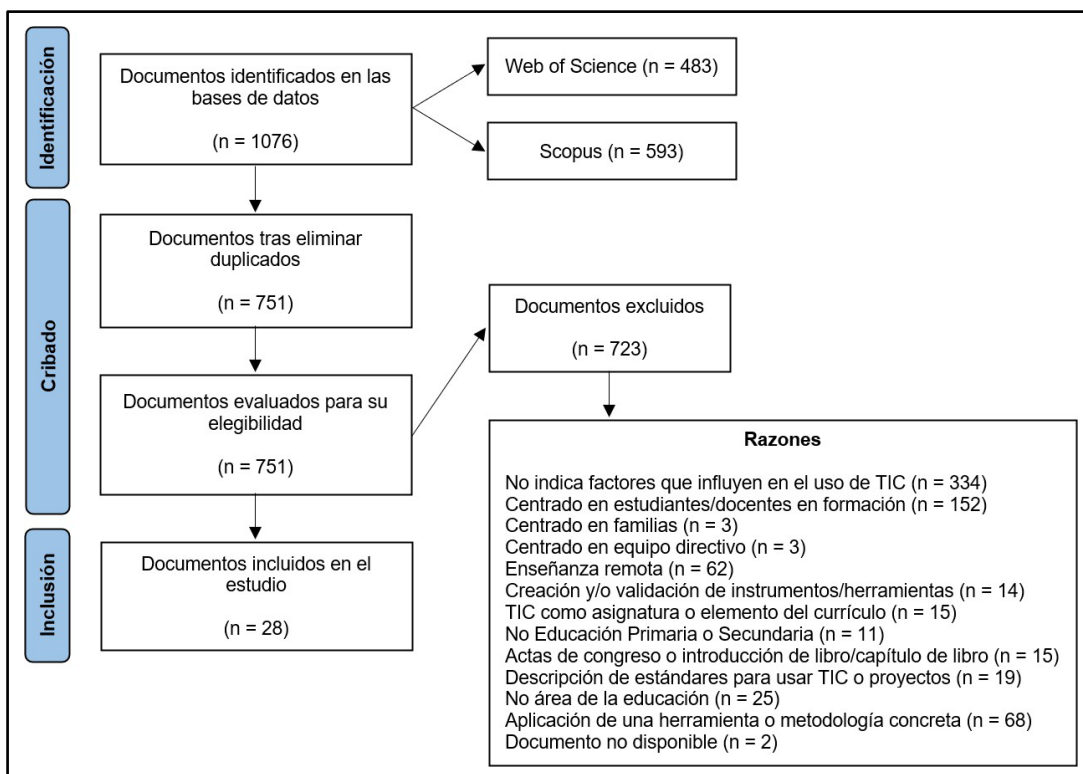 Identificación
Documentos identificados en las
bases de datos
(n = 1076)
Web of Science (n = 483)
Scopus (n = 593)
Cribado
Documentos tras eliminar
duplicados
(n = 751)
Documentos evaluados para su
elegibilidad
(n = 751)
Documentos excluidos
(n = 723)
Razones
No indica factores que influyen en el uso de TIC (n = 334)
Centrado en estudiantes/docentes en formación (n = 152)
Centrado en familias (n = 3)
Centrado en equipo directivo (n = 3)
Enseñanza remota (n = 62)
Creación y/o validación de instrumentos/herramientas (n = 14)
TIC como asignatura o elemento del currículo (n = 15)
No Educación Primaria o Secundaria (n = 11)
Actas de congreso o introducción de libro/capítulo de libro (n = 15)
Descripción de estándares para usar TIC o proyectos (n = 19)
No área de la educación (n = 25)
Aplicación de una herramienta o metodología concreta (n = 68)
Documento no disponible (n = 2)
Inclusión
Documentos incluidos en el
estudio
(n = 28)